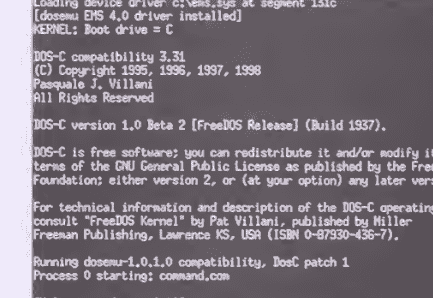 Loading device driver c:\ems.sys at segment 131c
[dosemu EMS 4.0 driver installed]
KERNEL: Boot drive = C
DOS-C compatibility 3.31
(C) Copyright 1995, 1996, 1997, 1998
Pasquale J. Villani
All Rights Reserved
DOS-C version 1.0 Beta 2 [FreeDOS Release] (Build 1937).
DOS-C is free software; you can redistribute it and/or modify it
terms of the GNU General Public License as published by the Free
Foundation; either version 2, or (at your option) any later vers
For technical information and description of the DOS-C operating
consult "FreeDOS Kernel" by Pat Villani, published by Miller
Freeman Publishing, Lawrence KS, USA (ISBN 0-87930-436-7).
Running dosemu-1.0.1.0 compatibility, DosC patch 1
Process 0 starting: command.com